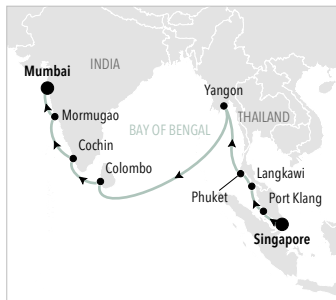 INDIA
Mumbai
Yangon
Mormugao
THAILAND
BAY OF BENGAL
Cochin
Colombo
Langkawi
Phuket
Port Klang
Singapore